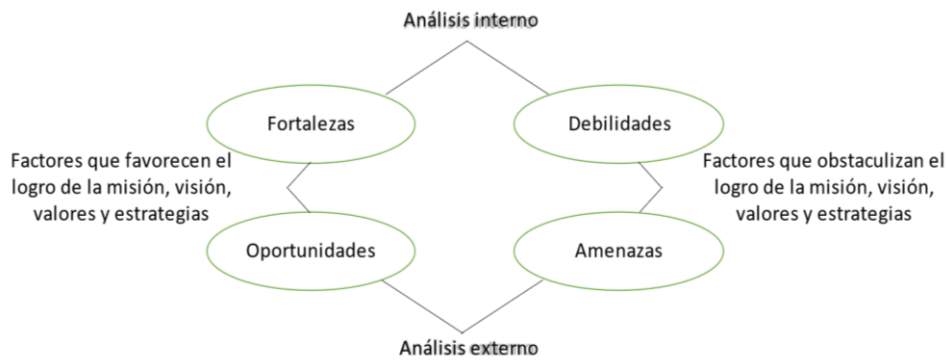 Análisis interno
Fortalezas
Debilidades
Factores que favorecen el
logro de la misión, visión,
valores y estrategias
Factores que obstaculizan el
logro de la misión, visión,
valores y estrategias
Oportunidades
Amenazas
Análisis externo